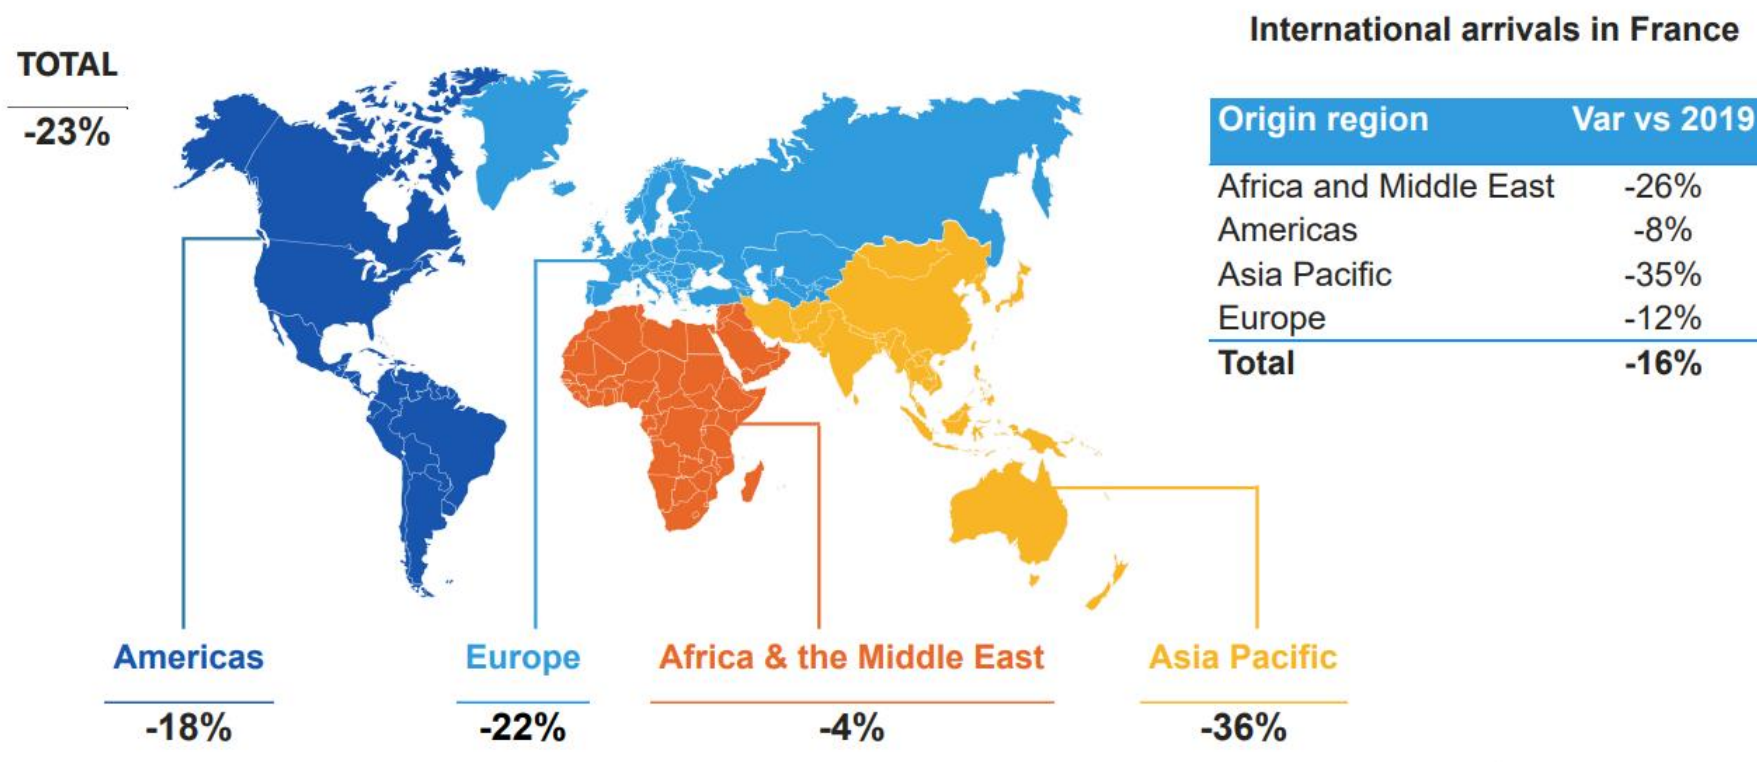 TOTAL
-23%
International arrivals in France
Origin region Var vs 2019
Africa and Middle East -26%
Americas -8%
Asia Pacific -35%
Europe -12%
Total -16%
Americas Europe Africa & the Middle East Asia Pacific
-18% -22% -4% -36%